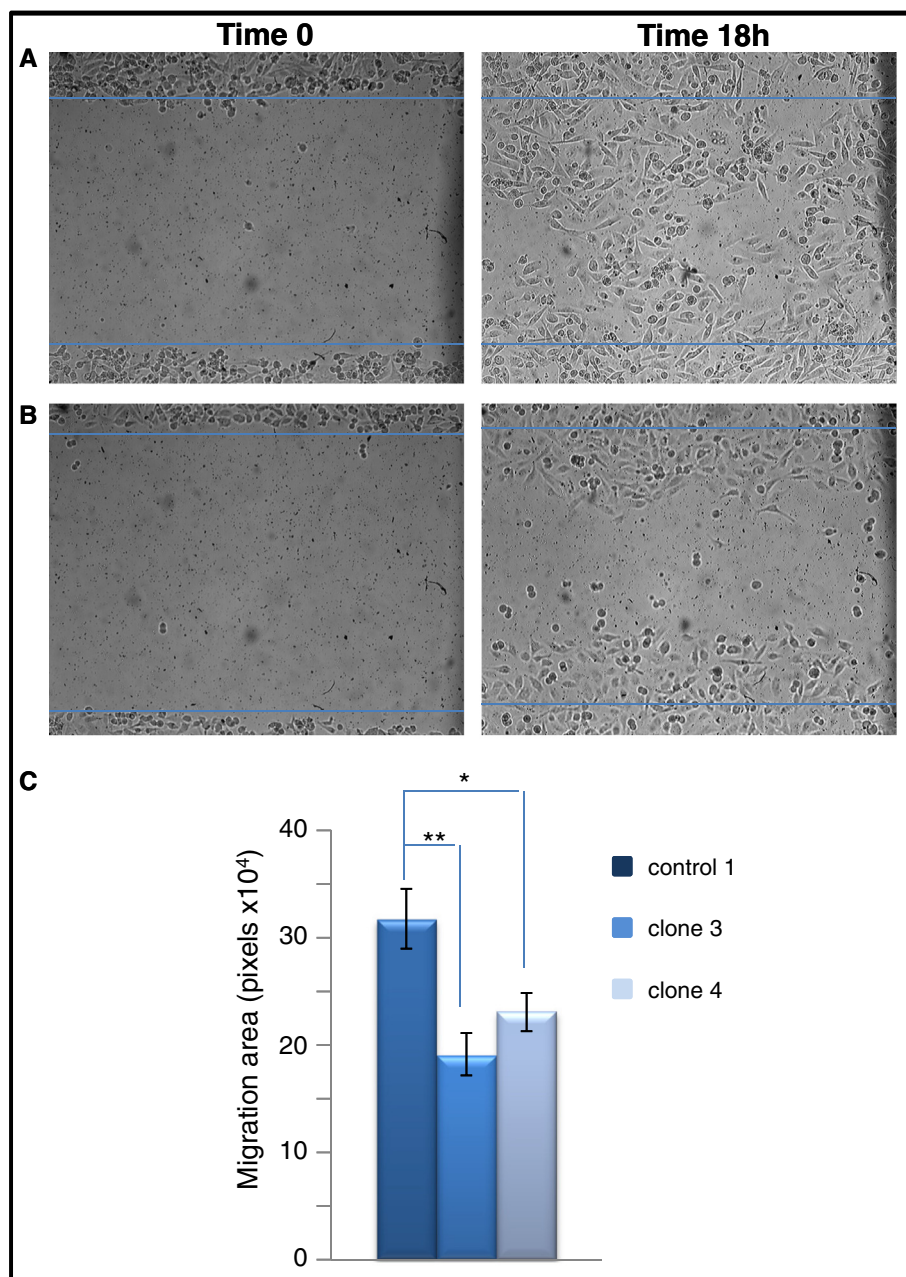 Time 0 Time 18h
A
B
C
*
**
40
30
20
10
0
Migration area (pixels x10⁴)
control 1
clone 3
clone 4